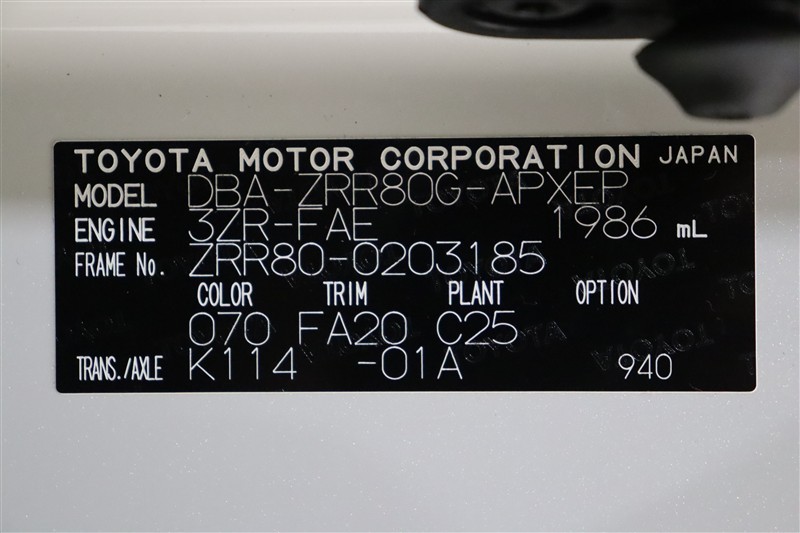 TOYOTA MOTOR CORPORATION JAPAN
MODEL DBA-ZRR80G-APXEP
ENGINE 3ZR-FAE 1986 mL
FRAME No. ZRR80-0203185
COLOR TRIM PLANT OPTION
070 FA20 C25
TRANS./AXLE K114 -01A 940